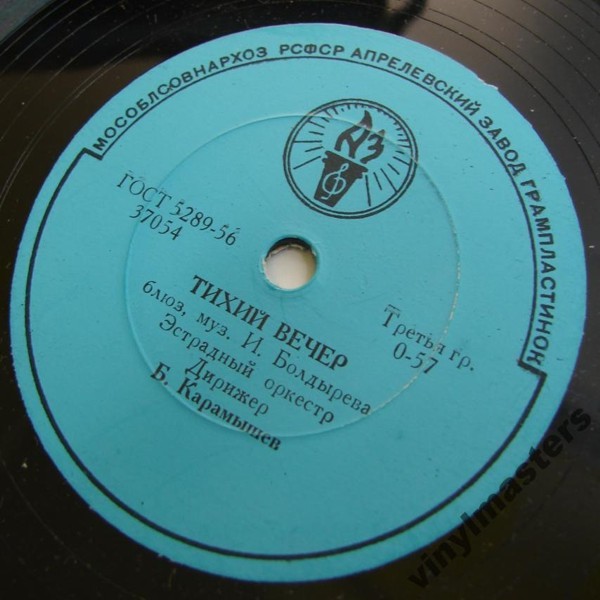 МОСОБЛСОВНАРХОЗ РСФСР АПРЕЛЕВСКИЙ ЗАВОД ГРАМПЛАСТИНОК
АЗ
ГОСТ 5289-56
37054
Третья гр.
0-57
ТИХИЙ ВЕЧЕР
блюз, муз. И. Болдырева
Эстрадный оркестр
Дирижер
Б. Карамышев
vinylmasters